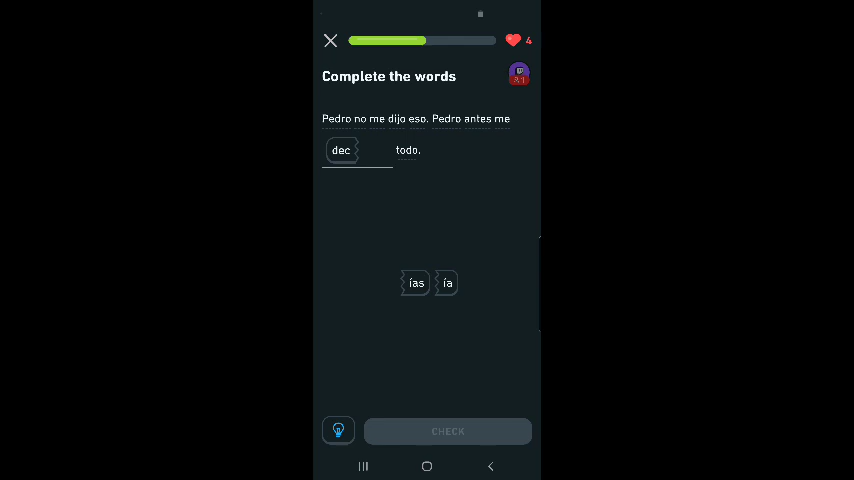 4
Complete the words
Pedro no me dijo eso. Pedro antes me
dec todo.
ías ía
CHECK